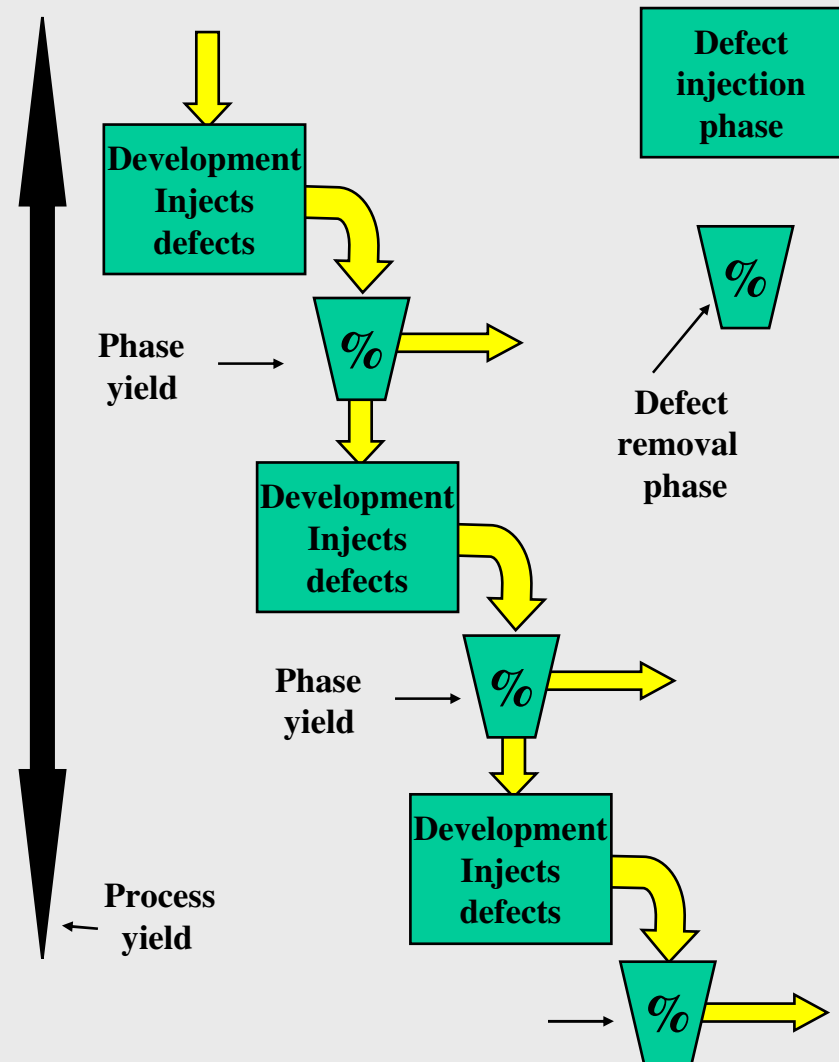 Defect
injection
phase
Development
Injects
defects
%
%
Phase
yield
Defect
removal
phase
Development
Injects
defects
%
Phase
yield
Development
Injects
defects
Process
yield
%